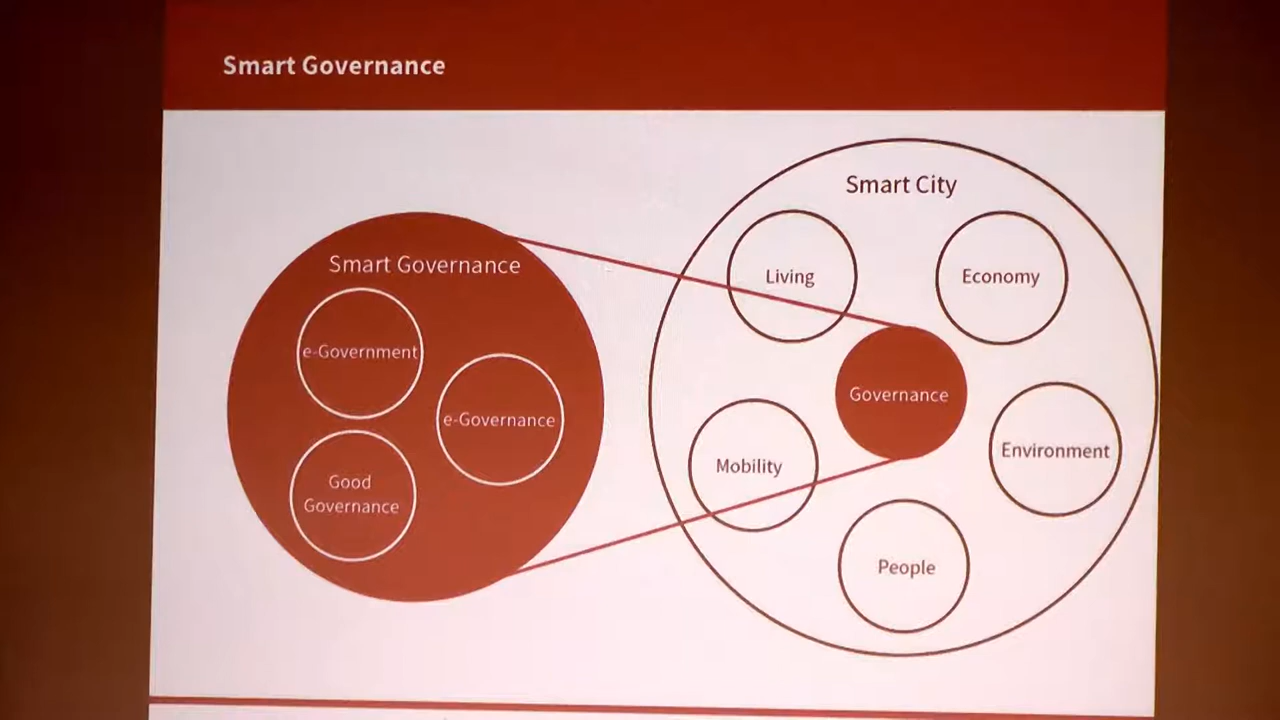 Smart Governance
Smart Governance
e-Government
e-Governance
Good
Governance
Smart City
Living
Economy
Governance
Mobility
Environment
People